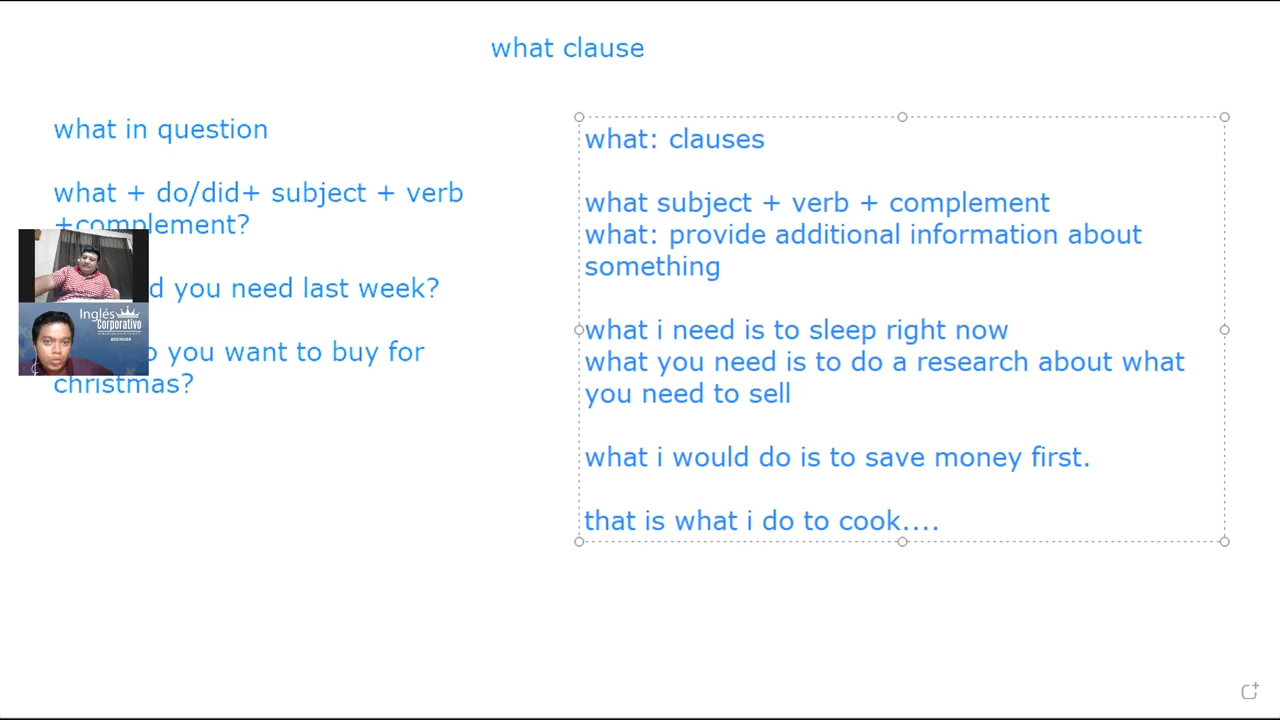 what clause
what in question
what + do/did+ subject + verb
+complement?
you need last week?
you want to buy for
christmas?
Inglés
Corporativo
BEGINNER
what: clauses
what subject + verb + complement
what: provide additional information about
something
what i need is to sleep right now
what you need is to do a research about what
you need to sell
what i would do is to save money first.
that is what i do to cook....